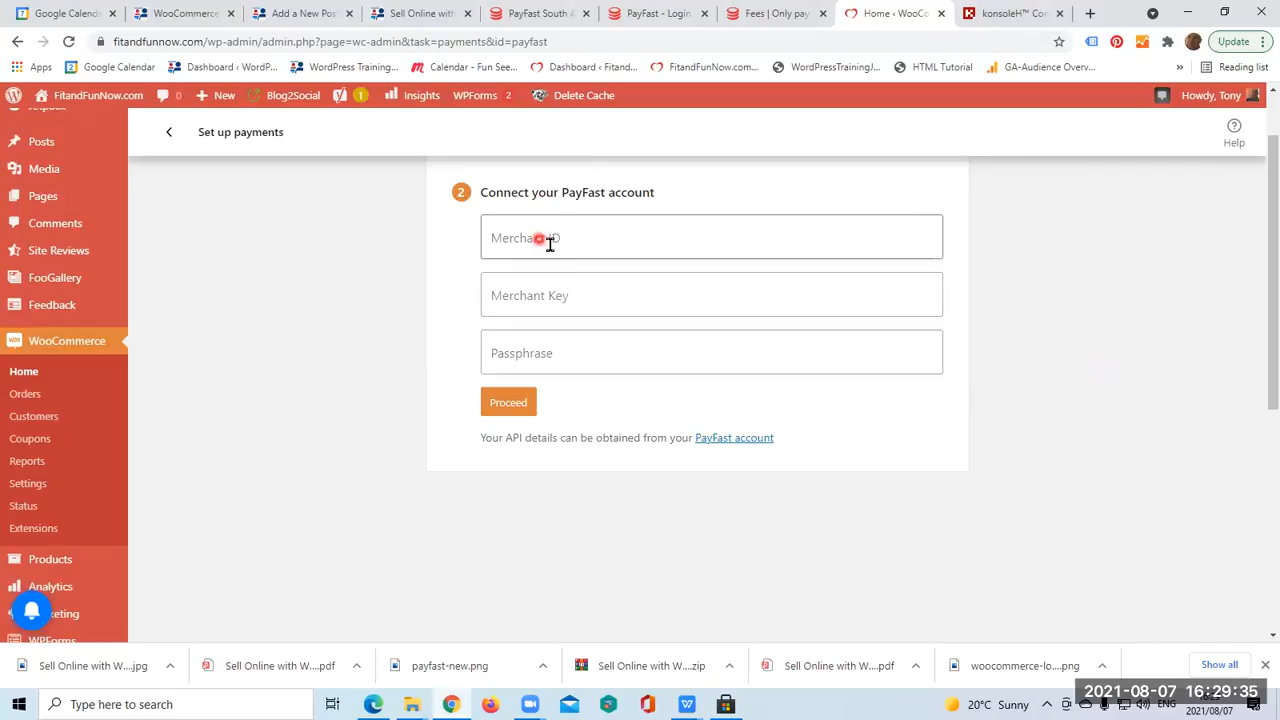 Google Calend
WooCommerce
Add a New Post
Sell Online with
PayFast South A
PayFast - Login
Fees | Only pay
Home ‹ WooCo
konsoleH™ Con
fitandfunnow.com/wp-admin/admin.php?page=wc-admin&task=payments&id=payfast
Update
Apps
Google Calendar
Dashboard ‹ WordP...
WordPress Training...
Calendar - Fun See...
Dashboard ‹ Fitand...
FitandFunNow.com...
WordPressTrainingJ...
HTML Tutorial
GA-Audience Overv...
»
Reading list
FitandFunNow.com
0
New
Blog2Social
1
Insights
WPForms 2
Delete Cache
Howdy, Tony
Set up payments
Help
Posts
Media
Pages
Comments
Site Reviews
FooGallery
Feedback
WooCommerce
Home
Orders
Customers
Coupons
Reports
Settings
Status
Extensions
Products
Analytics
WPForms
2 Connect your PayFast account
Merchant ID
Merchant Key
Passphrase
Proceed
Your API details can be obtained from your PayFast account
Sell Online with W....jpg
Sell Online with W....pdf
payfast-new.png
Sell Online with W....zip
Sell Online with W....pdf
woocommerce-lo....png
Show all
Type here to search
20°C Sunny
ENG
2021-08-07 16:29:35
2021/08/07